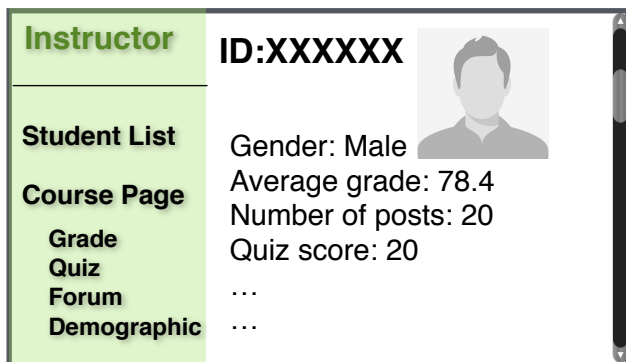 Instructor
Student List
Course Page
Grade
Quiz
Forum
Demographic
ID:XXXXXX
Gender: Male
Average grade: 78.4
Number of posts: 20
Quiz score: 20
…
…